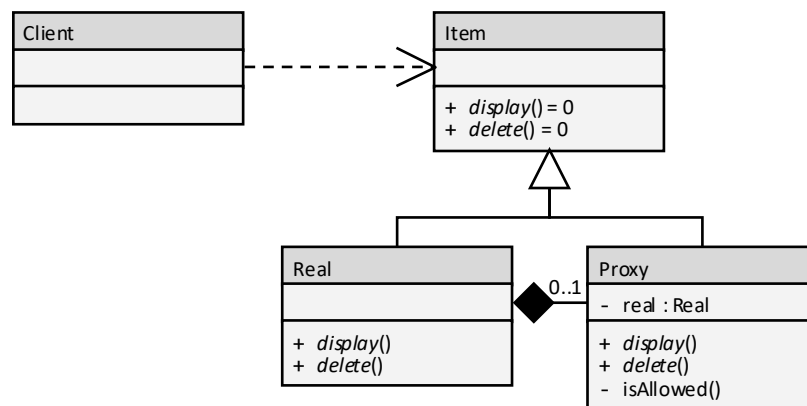 Client
Item
+ display() = 0
+ delete() = 0
Real
+ display()
+ delete()
0..1
Proxy
- real : Real
+ display()
+ delete()
- isAllowed()